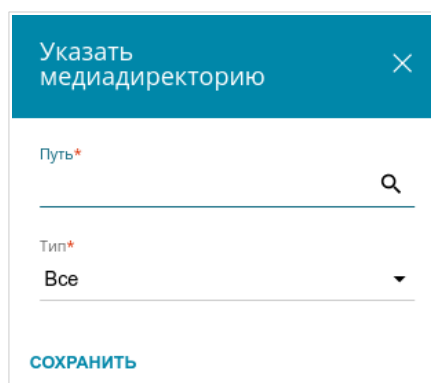 Указать
медиадиректорию
Путь*
Тип*
Все
СОХРАНИТЬ